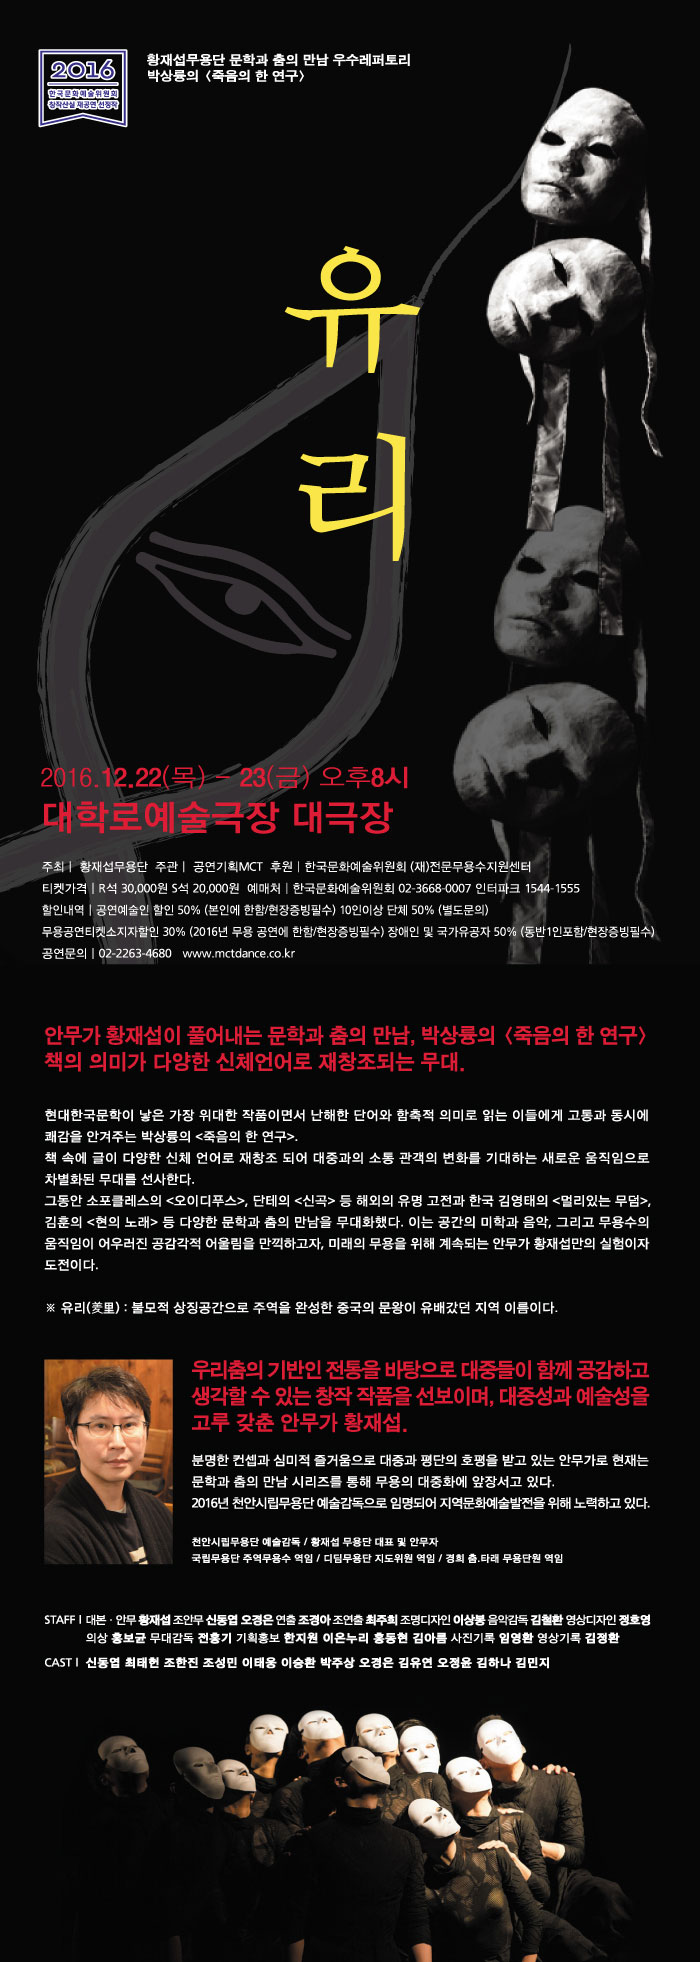 2016
한국문화예술위원회
창작산실 재공연 선정작
황재섭무용단 문학과 춤의 만남 우수레퍼토리
박상륭의 〈죽음의 한 연구〉
유
리
2016.12.22(목) - 23(금) 오후8시
대학로예술극장 대극장
주최 | 황재섭무용단 주관 | 공연기획MCT 후원 | 한국문화예술위원회 (재)전문무용수지원센터
티켓가격 | R석 30,000원 S석 20,000원 예매처 | 한국문화예술위원회 02-3668-0007 인터파크 1544-1555
할인내역 | 공연예술인 할인 50% (본인에 한함/현장증빙필수) 10인이상 단체 50% (별도문의)
무용공연티켓소지자할인 30% (2016년 무용 공연에 한함/현장증빙필수) 장애인 및 국가유공자 50% (동반1인포함/현장증빙필수)
공연문의 | 02-2263-4680 www.mctdance.co.kr
안무가 황재섭이 풀어내는 문학과 춤의 만남, 박상륭의 〈죽음의 한 연구〉
책의 의미가 다양한 신체언어로 재창조되는 무대.
현대한국문학이 낳은 가장 위대한 작품이면서 난해한 단어와 함축적 의미로 읽는 이들에게 고통과 동시에
쾌감을 안겨주는 박상륭의 <죽음의 한 연구>.
책 속에 글이 다양한 신체 언어로 재창조 되어 대중과의 소통 관객의 변화를 기대하는 새로운 움직임으로
차별화된 무대를 선사한다.
그동안 소포클레스의 <오이디푸스>, 단테의 <신곡> 등 해외의 유명 고전과 한국 김영태의 <멀리있는 무덤>,
김훈의 <현의 노래> 등 다양한 문학과 춤의 만남을 무대화했다. 이는 공간의 미학과 음악, 그리고 무용수의
움직임이 어우러진 공감각적 어울림을 만끽하고자, 미래의 무용을 위해 계속되는 안무가 황재섭만의 실험이자
도전이다.
※ 유리(羑里) : 불모적 상징공간으로 주역을 완성한 중국의 문왕이 유배갔던 지역 이름이다.
우리춤의 기반인 전통을 바탕으로 대중들이 함께 공감하고
생각할 수 있는 창작 작품을 선보이며, 대중성과 예술성을
고루 갖춘 안무가 황재섭.
분명한 컨셉과 심미적 즐거움으로 대중과 평단의 호평을 받고 있는 안무가로 현재는
문학과 춤의 만남 시리즈를 통해 무용의 대중화에 앞장서고 있다.
2016년 천안시립무용단 예술감독으로 임명되어 지역문화예술발전을 위해 노력하고 있다.
천안시립무용단 예술감독 / 황재섭 무용단 대표 및 안무자
국립무용단 주역무용수 역임 / 디딤무용단 지도위원 역임 / 경희 춤.타래 무용단원 역임
STAFF | 대본 · 안무 황재섭 조안무 신동엽 오경은 연출 조경아 조연출 최주희 조명디자인 이상봉 음악감독 김철환 영상디자인 정호영
의상 홍보균 무대감독 전홍기 기획홍보 한지원 이은누리 홍동현 김아름 사진기록 임영환 영상기록 김정환
CAST | 신동엽 최태헌 조한진 조성민 이태웅 이승환 박주상 오경은 김유연 오정윤 김하나 김민지